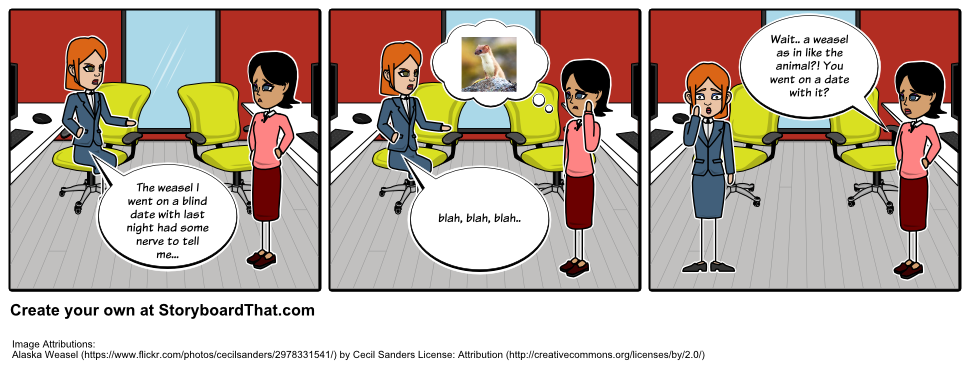 The weasel I
went on a blind
date with last
night had some
nerve to tell
me...
blah, blah, blah..
Wait.. a weasel
as in like the
animal?! You
went on a date
with it?
Create your own at StoryboardThat.com
Image Attributions:
Alaska Weasel (https://www.flickr.com/photos/cecilsanders/2978331541/) by Cecil Sanders License: Attribution (http://creativecommons.org/licenses/by/2.0/)